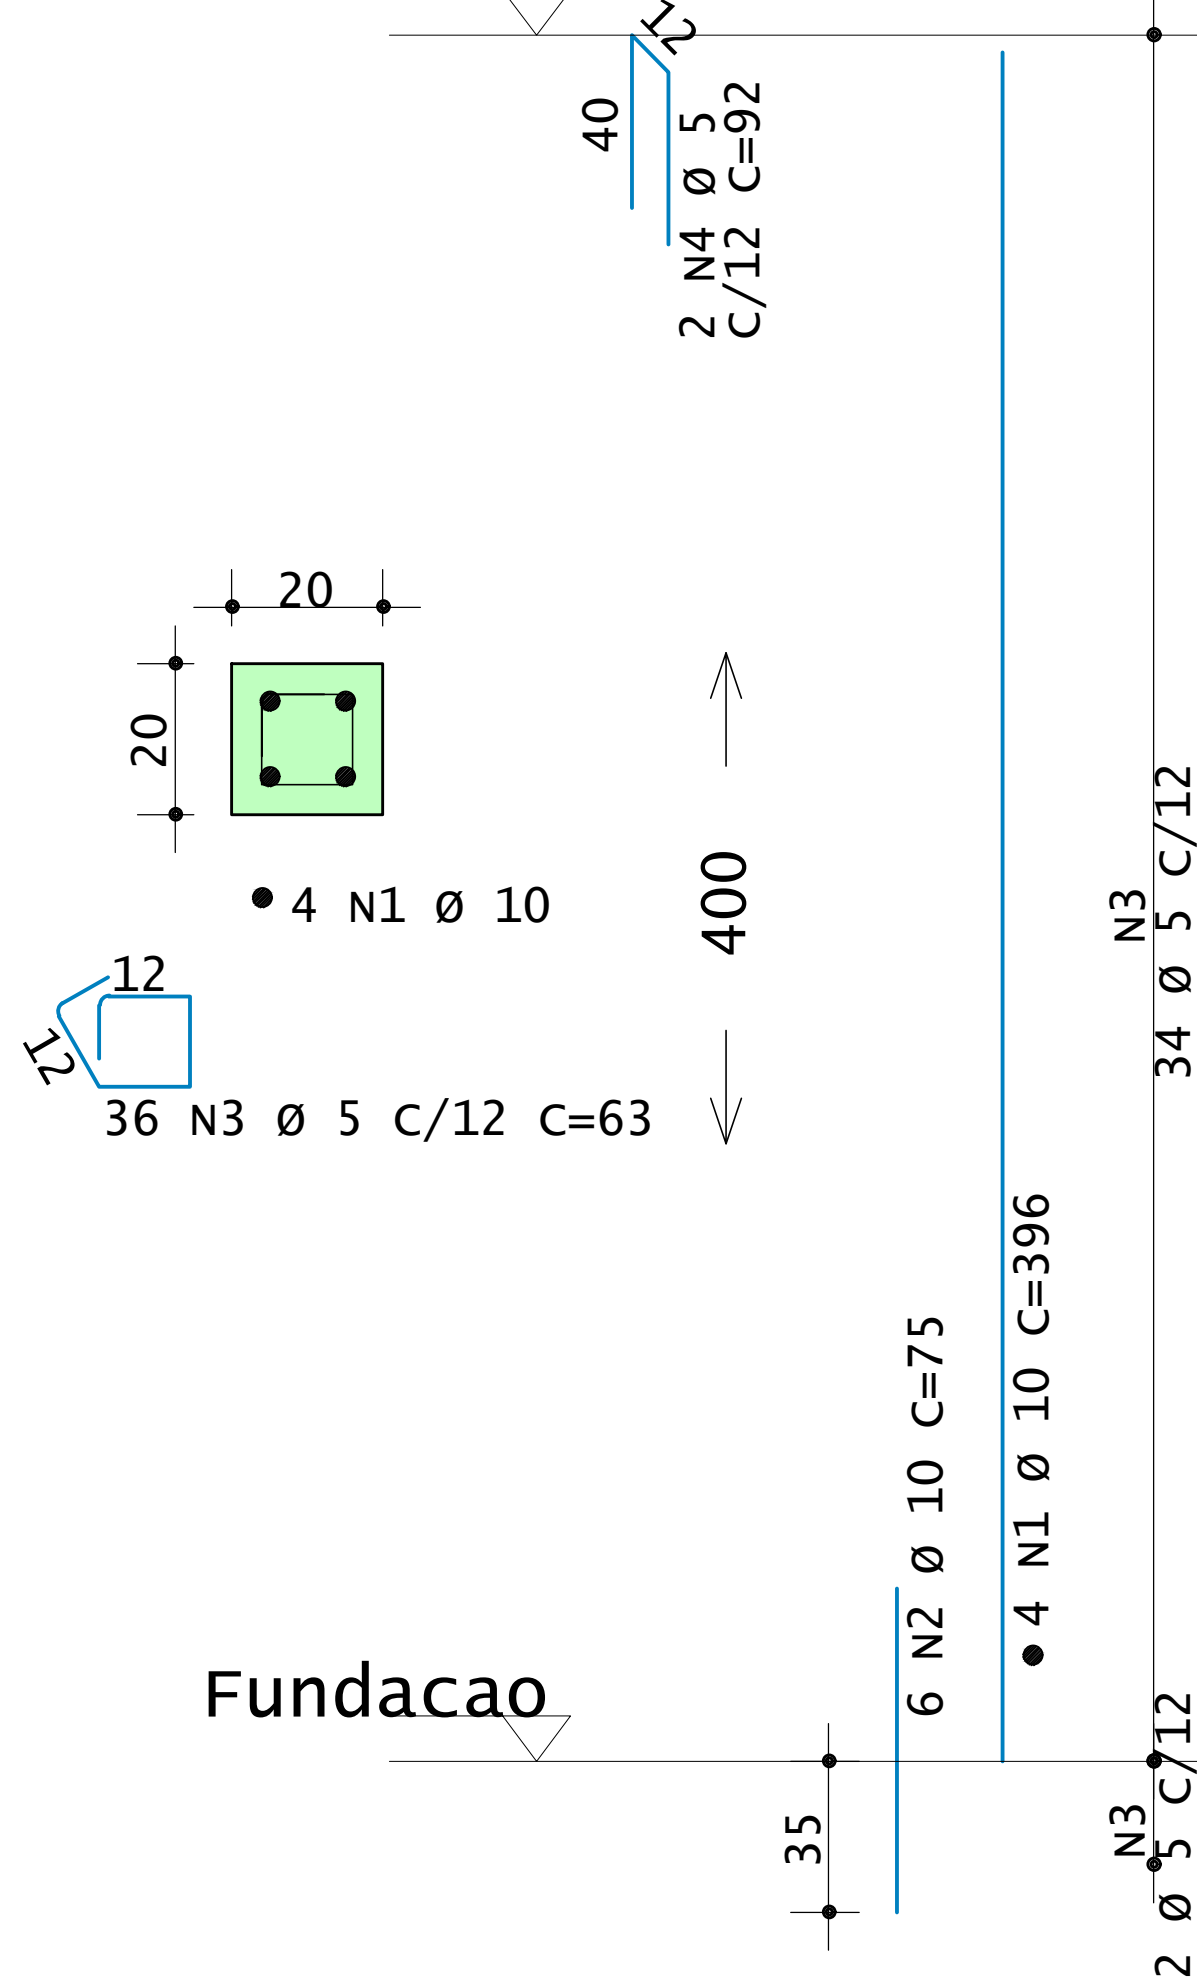 12
40
2 N4 Ø 5
C/12 C=92
20
20
4 N1 Ø 10
12
12
36 N3 Ø 5 C/12 C=63
400
N3
34 Ø 5 C/12
6 N2 Ø 10 C=75
4 N1 Ø 10 C=396
Fundacao
35
N3
2 Ø 5 C/12